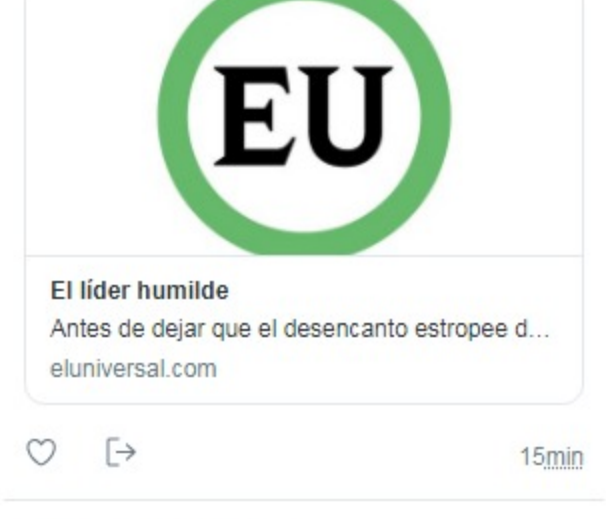 EU
El líder humilde
Antes de dejar que el desencanto estropee d...
eluniversal.com
15min